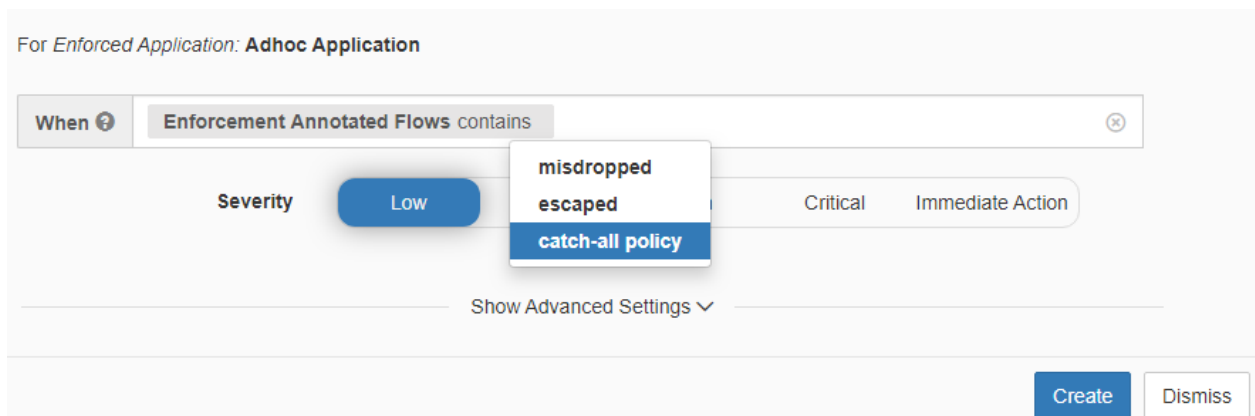 For Enforced Application: Adhoc Application
When Enforcement Annotated Flows contains
misdropped
Severity Low escaped Critical Immediate Action
catch-all policy
Show Advanced Settings
Create Dismiss